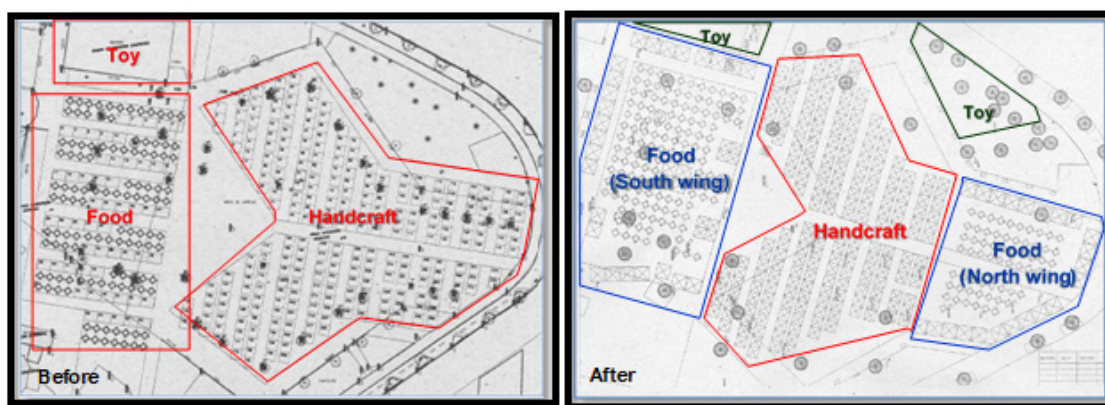 Toy
Food
Handcraft
Before
Toy
Toy
Food
(South wing)
Handcraft
Food
(North wing)
After